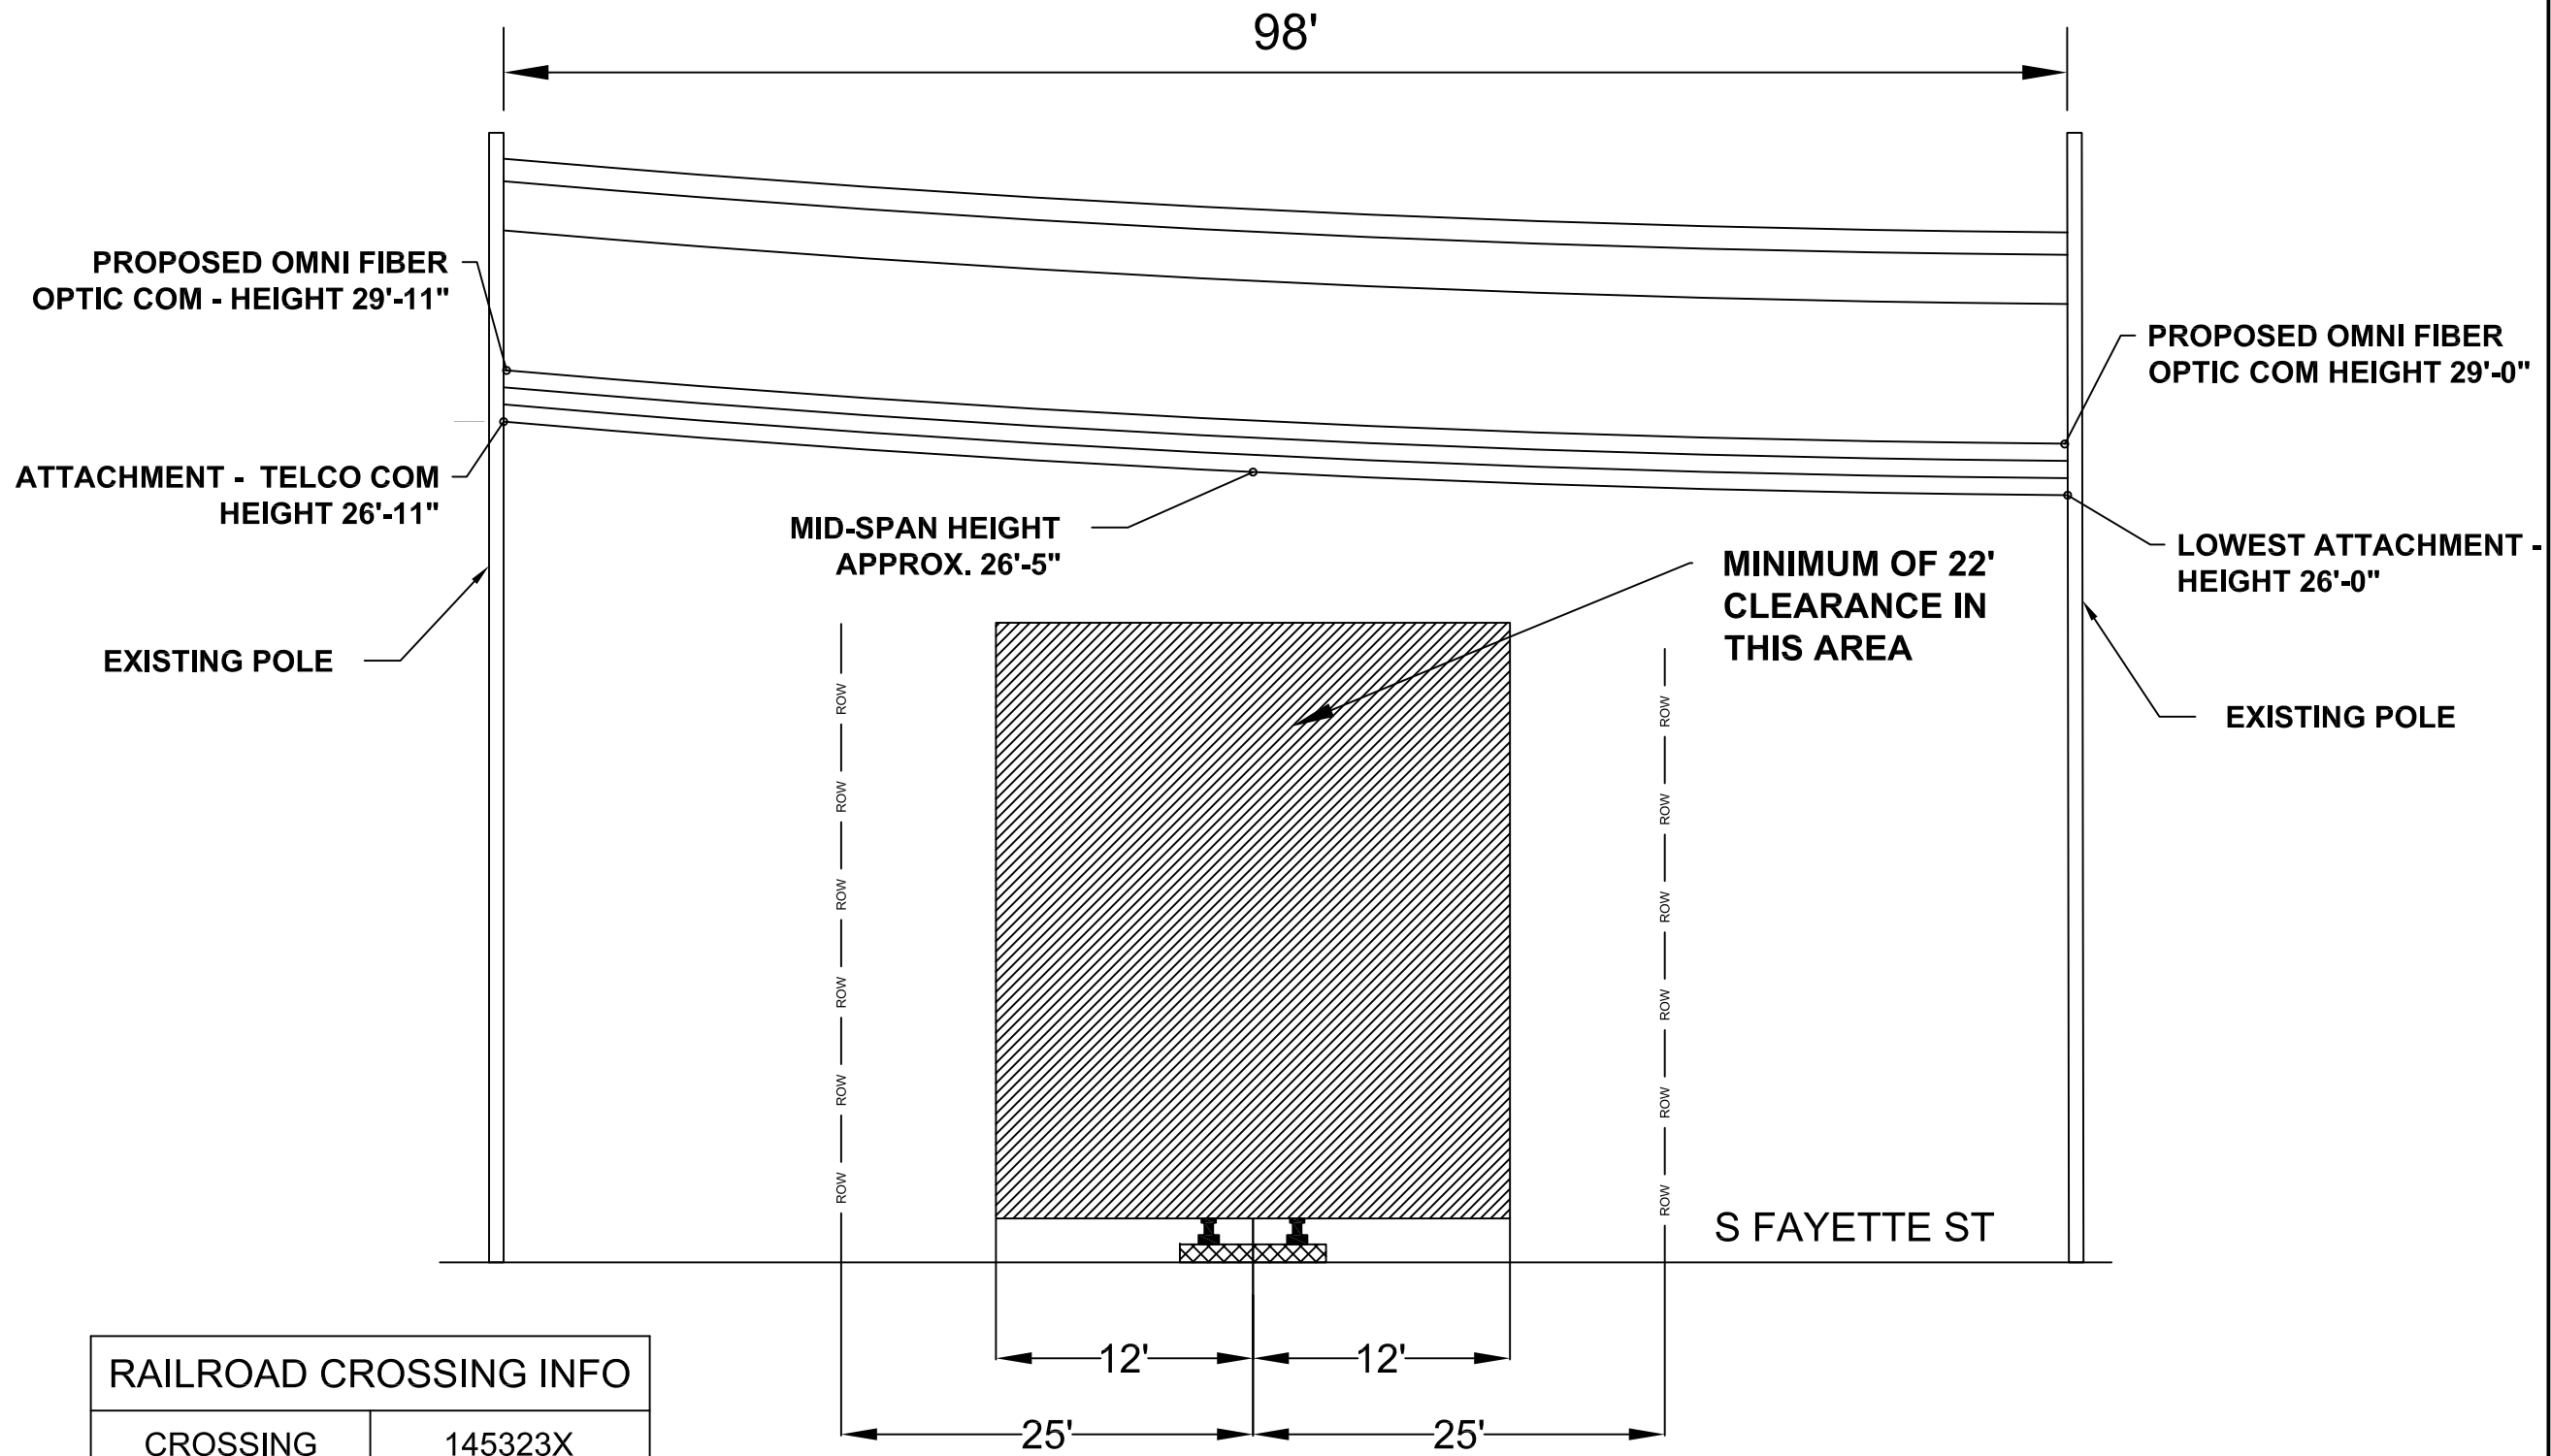 98'
PROPOSED OMNI FIBER
OPTIC COM - HEIGHT 29'-11"
PROPOSED OMNI FIBER
OPTIC COM HEIGHT 29'-0"
ATTACHMENT - TELCO COM
HEIGHT 26'-11"
MID-SPAN HEIGHT
APPROX. 26'-5"
MINIMUM OF 22'
CLEARANCE IN
THIS AREA
LOWEST ATTACHMENT -
HEIGHT 26'-0"
EXISTING POLE
EXISTING POLE
ROW
ROW
ROW
ROW
ROW
ROW
ROW
ROW
ROW
ROW
ROW
ROW
S FAYETTE ST
12'
12'
25'
25'
RAILROAD CROSSING INFO
CROSSING 145323X